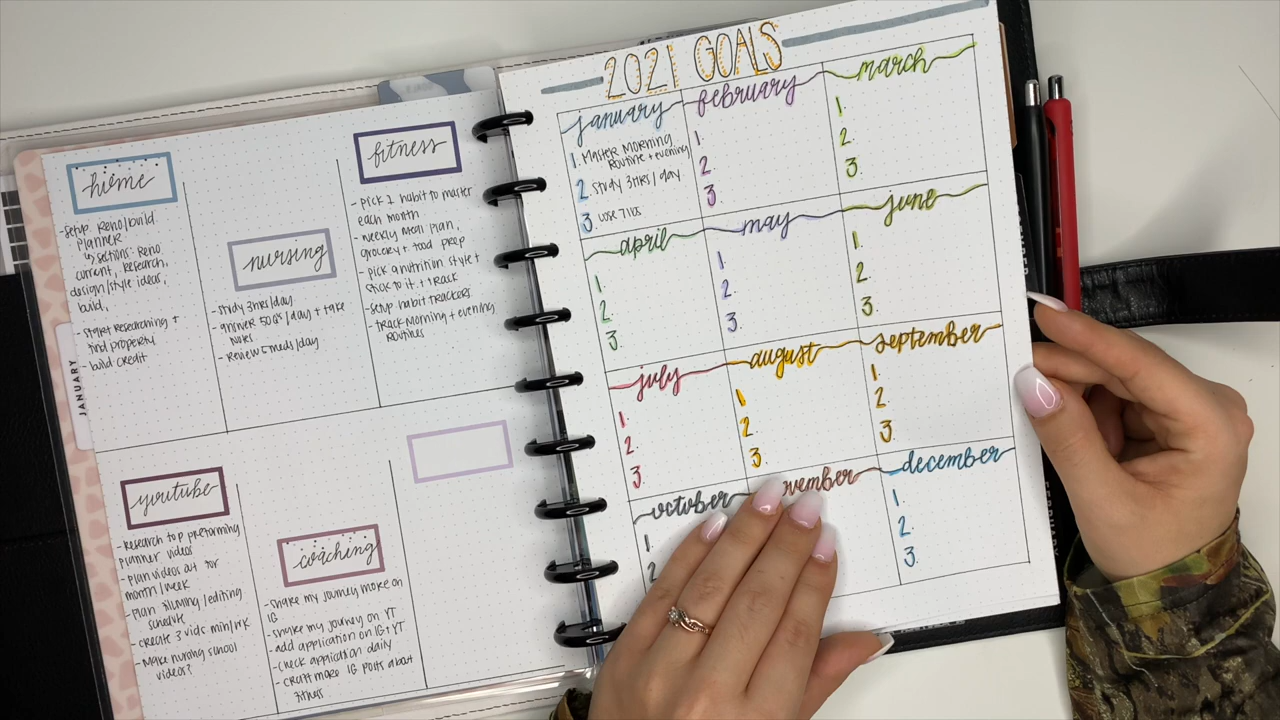 home
-setup Reno/build
planner
↳ sections: Reno
current, research,
design/style ideas,
build,
- start researching +
find property
- build credit
nursing
- study 3hrs/day
- answer 50 Qs/day + take
notes
- review 5 meds/day
fitness
- pick 1 habit to master
each month
- weekly meal plan,
grocery + food prep
- pick a nutrition style +
stick to it + track
-setup habit trackers
- track morning + evening
routines
youtube
- Research top preforming
planner videos
- plan videos out for
month/week
- plan filming/editing
schedule
- create 3 vids min/wk
- Make nursing school
videos?
coaching
- share my journey more on
IG
- share my journey on YT
- add application on IG+YT
- check application daily
- craft more IG posts about
fitness
JANUARY
2021 GOALS
january
1. Master Morning
Routine + evening
2. Study 3hrs/day
3. Lose 7 lbs
february
1.
2.
3.
march
1.
2.
3.
april
1.
2.
3.
may
1.
2.
3.
june
1.
2.
3.
july
1.
2.
3.
august
1.
2.
3.
september
1.
2.
3.
october
1.
2
vember
december
1.
2.
3.
FEBRUARY